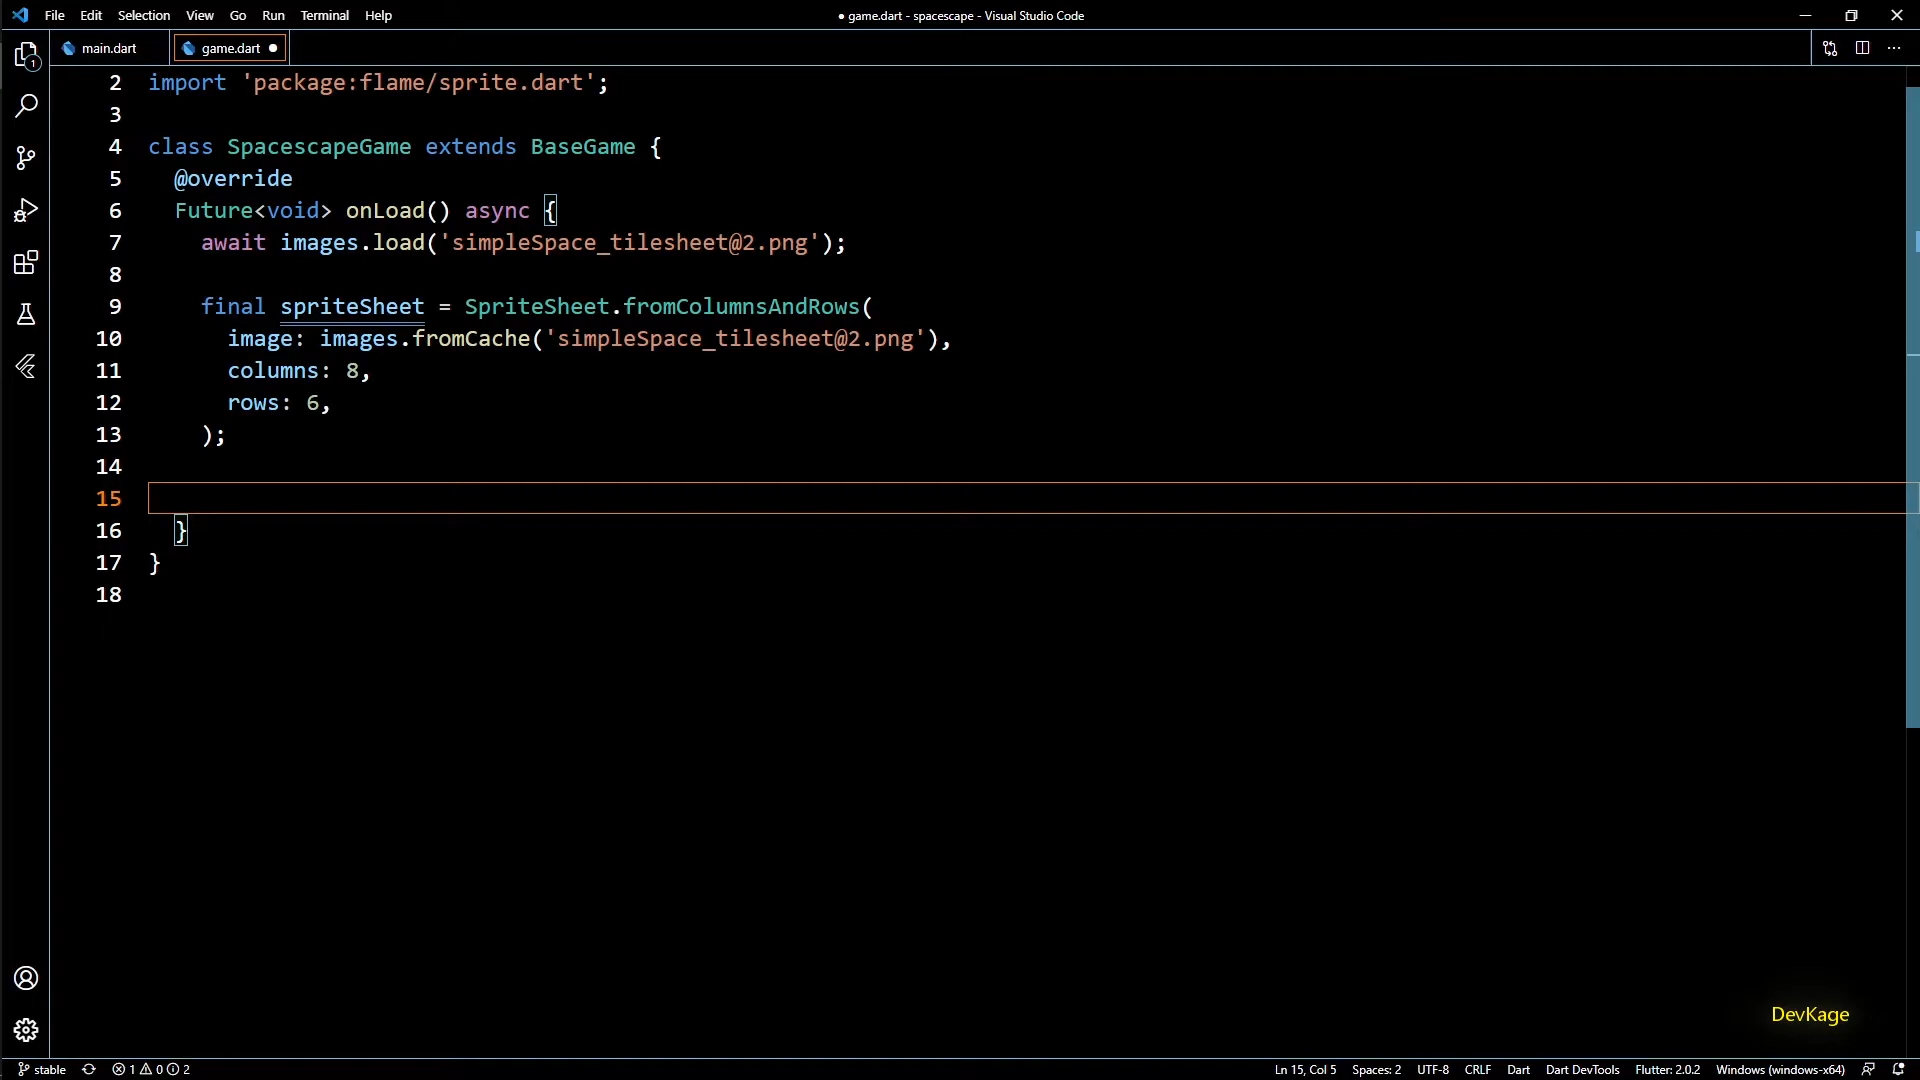 File Edit Selection View Go Run Terminal Help
● game.dart - spacescape - Visual Studio Code
1
main.dart
game.dart ●
2 import 'package:flame/sprite.dart';
3
4 class SpacescapeGame extends BaseGame {
5 @override
6 Future<void> onLoad() async {
7 await images.load('simpleSpace_tilesheet@2.png');
8
9 final spriteSheet = SpriteSheet.fromColumnsAndRows(
10 image: images.fromCache('simpleSpace_tilesheet@2.png'),
11 columns: 8,
12 rows: 6,
13 );
14
15
16 }
17 }
18
DevKage
stable 1 0 2 Ln 15, Col 5 Spaces: 2 UTF-8 CRLF Dart Dart DevTools Flutter: 2.0.2 Windows (windows-x64)